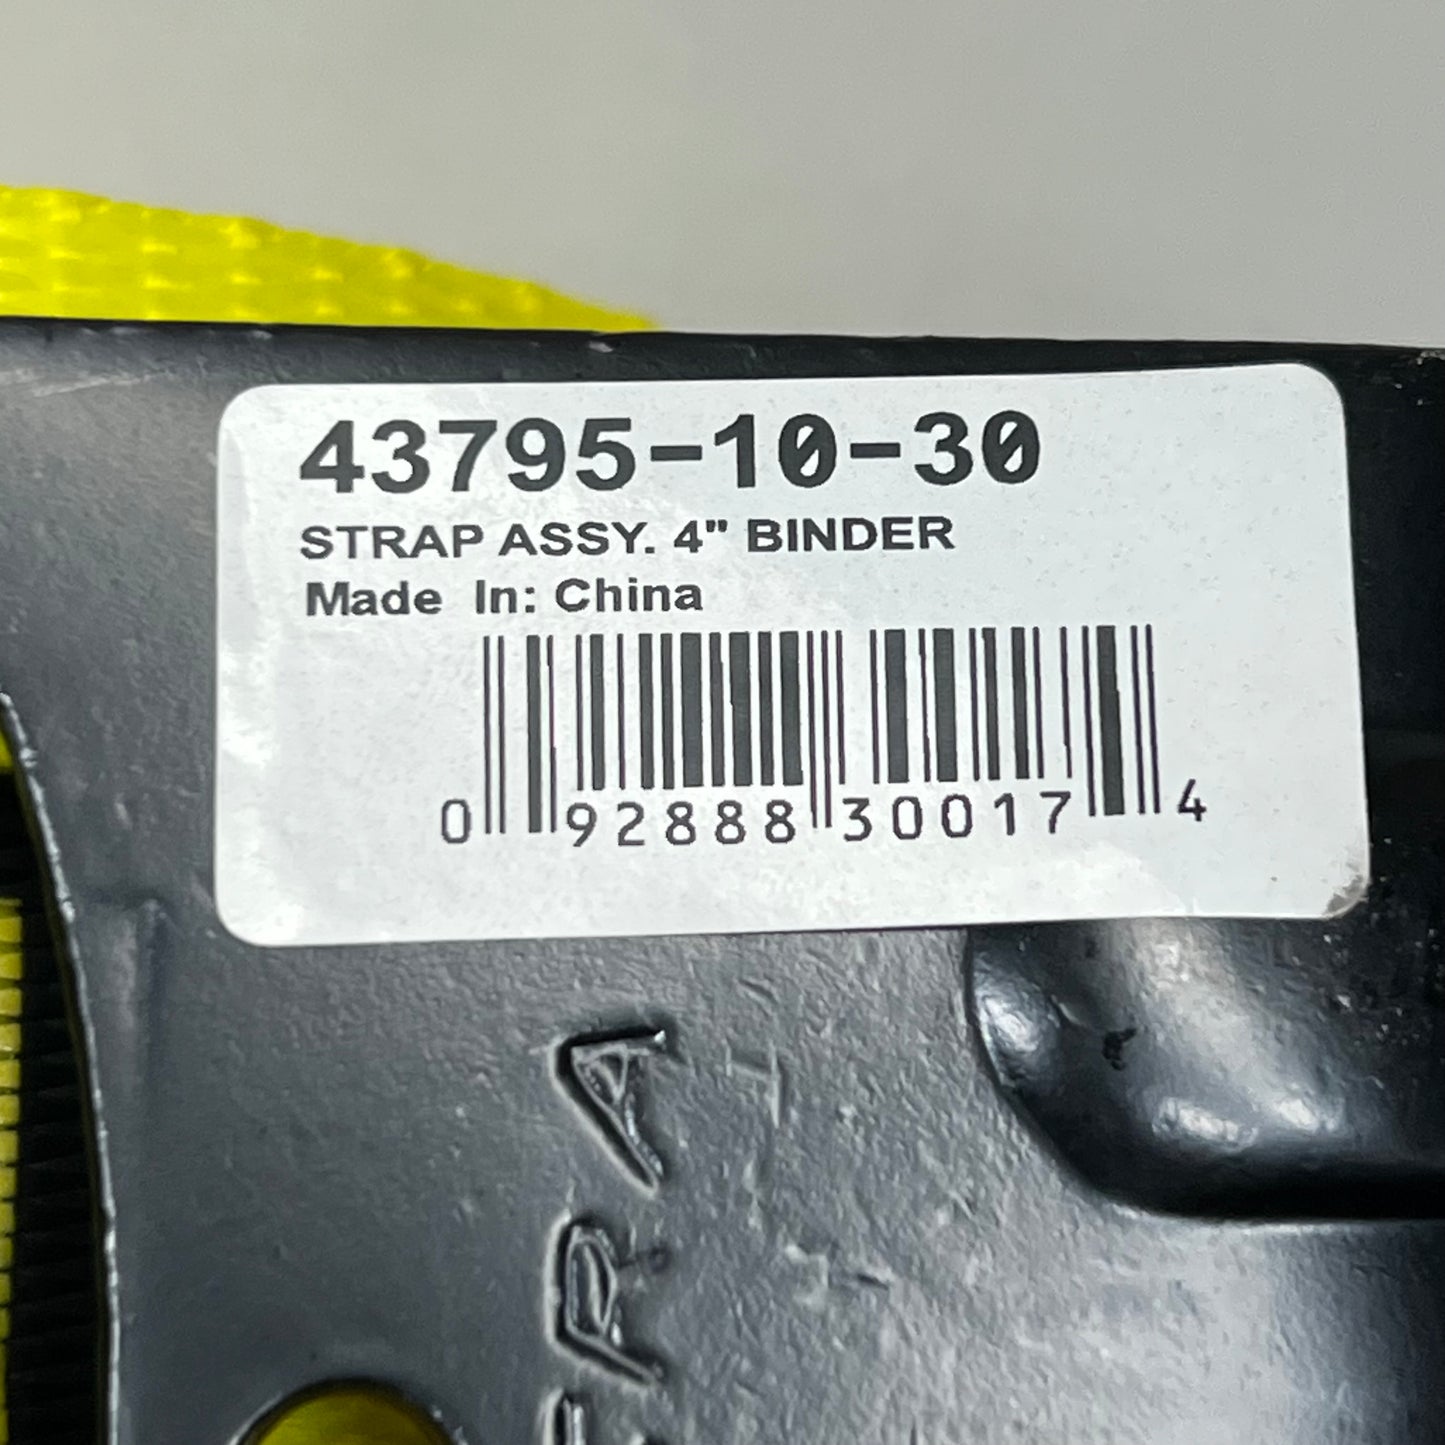 43795-10-30
STRAP ASSY. 4" BINDER
Made In: China
0 92888 30017 4